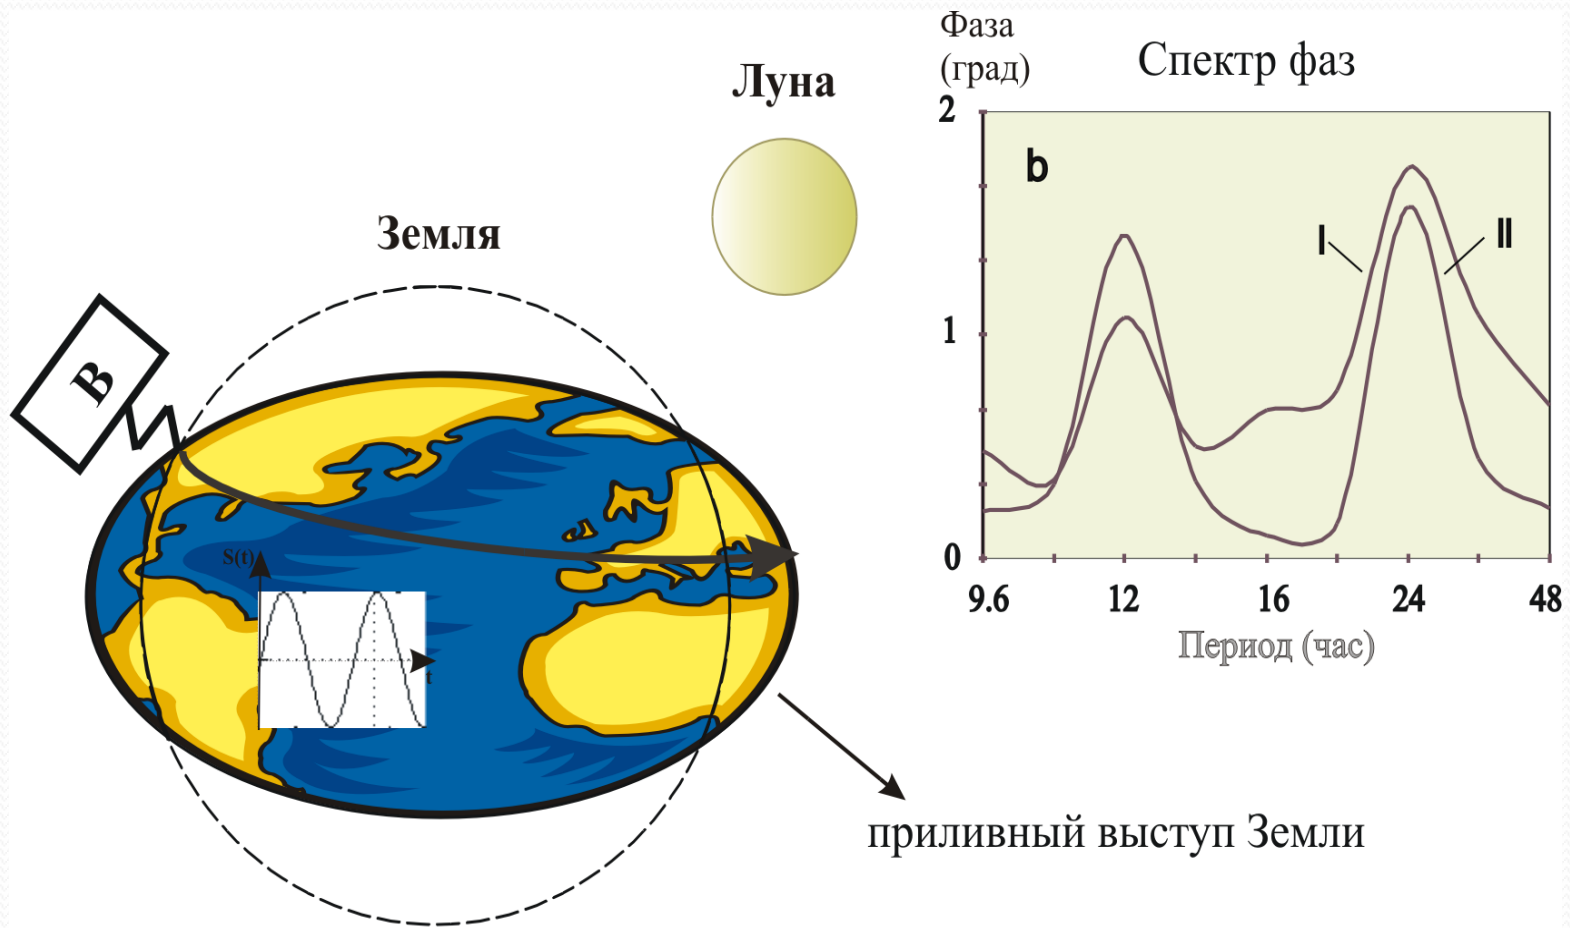 Фаза
(град)
Спектр фаз
Луна
2
b
Земля
I
II
1
B
0
S(t)
9.6 12 16 24 48
Период (час)
t
приливный выступ Земли